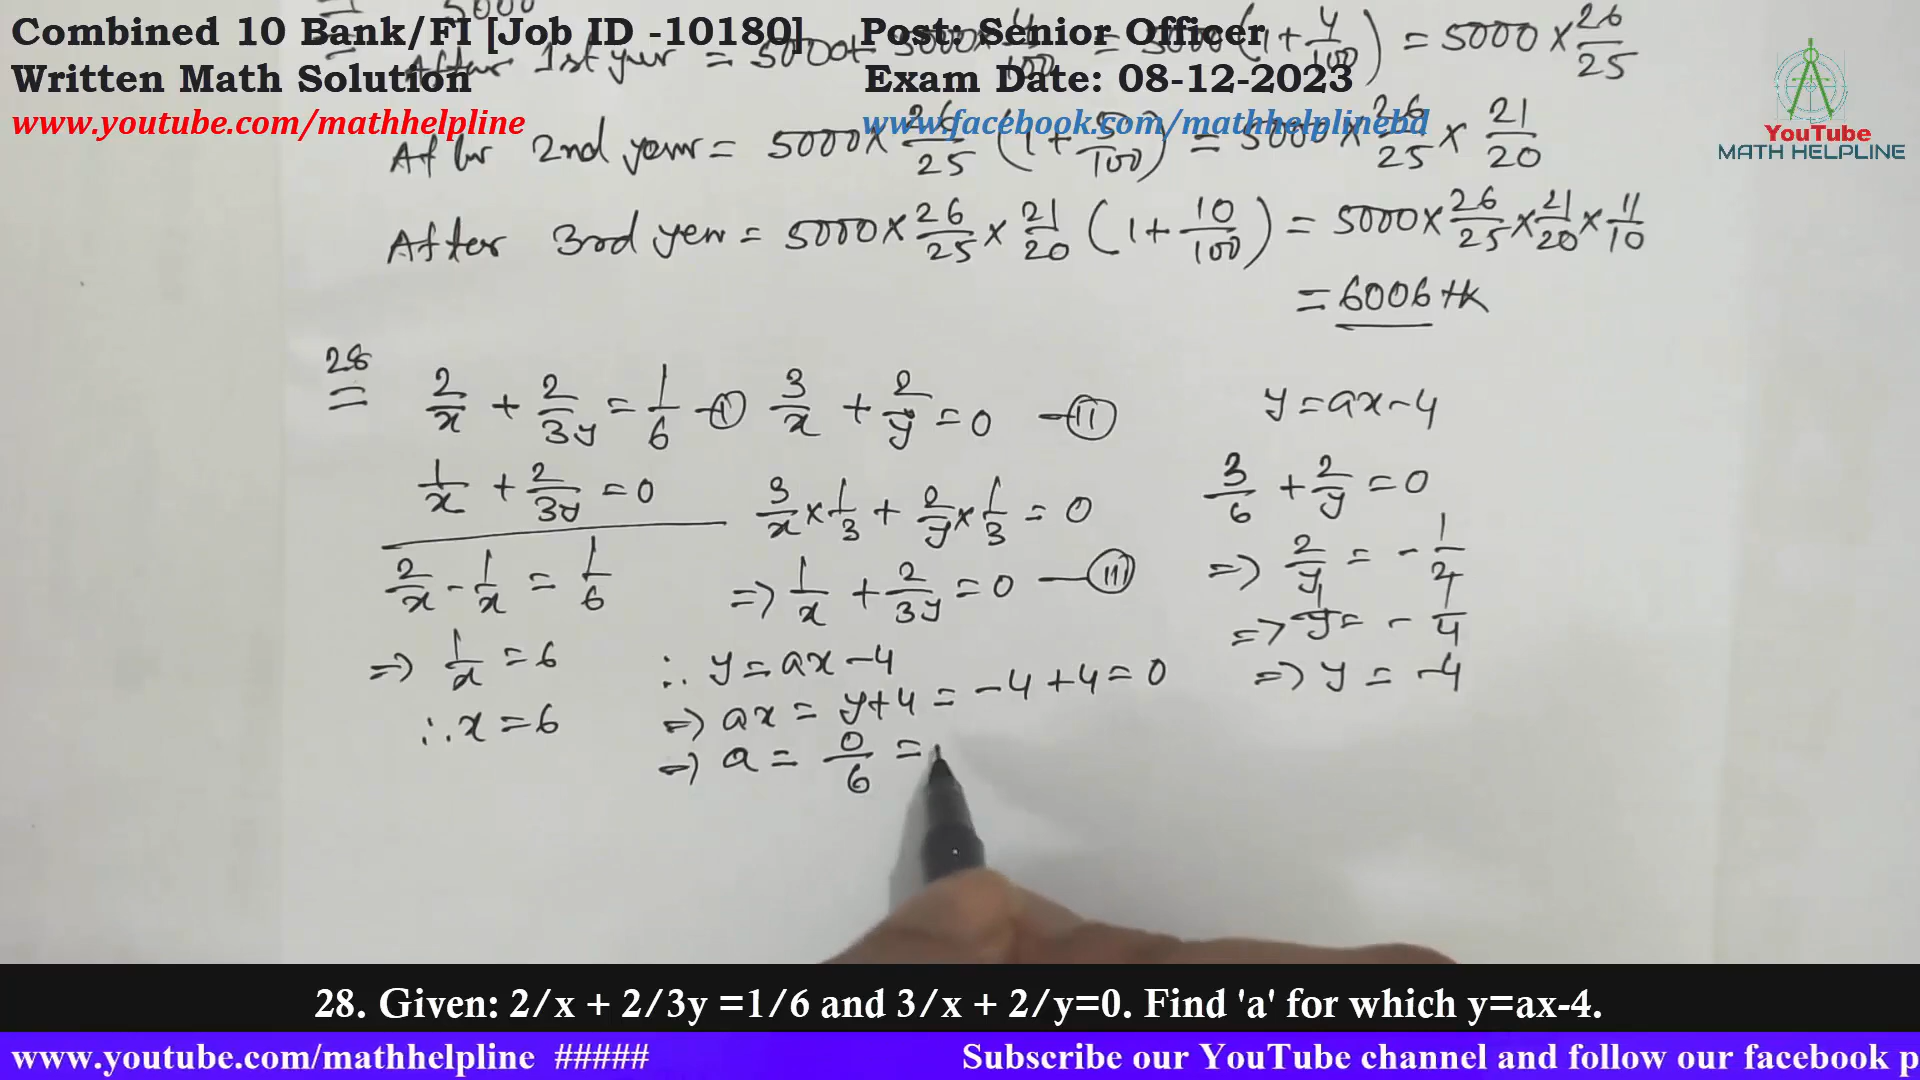 5000
Combined 10 Bank/FI [Job ID -10180] Post: Senior Officer
After 1st year = 5000 + 5000 × 4/100 = 5000 (1 + 4/100) = 5000 × 26/25
Written Math Solution Exam Date: 08-12-2023
www.youtube.com/mathhelpline www.facebook.com/mathhelplinebd
YouTube
MATH HELPLINE
After 2nd year = 5000 × 26/25 (1 + 5/100) = 5000 × 26/25 × 21/20
After 3rd year = 5000 × 26/25 × 21/20 (1 + 10/100) = 5000 × 26/25 × 21/20 × 11/10
= 6006 tk
28
2/x + 2/3y = 1/6 - (I) 3/x + 2/y = 0 - (II) y = ax - 4
1/x + 2/3y = 0 3/x × 1/3 + 2/y × 1/3 = 0 3/6 + 2/y = 0
2/x - 1/x = 1/6 => 1/x + 2/3y = 0 - (III) => 2/y = - 1/2
=> 1/x = 6 ∴ y = ax - 4 => 1/y = - 1/4
∴ x = 6 => ax = y + 4 = -4 + 4 = 0 => y = -4
=> a = 0/6 =
28. Given: 2/x + 2/3y =1/6 and 3/x + 2/y=0. Find 'a' for which y=ax-4.
www.youtube.com/mathhelpline ##### Subscribe our YouTube channel and follow our facebook p